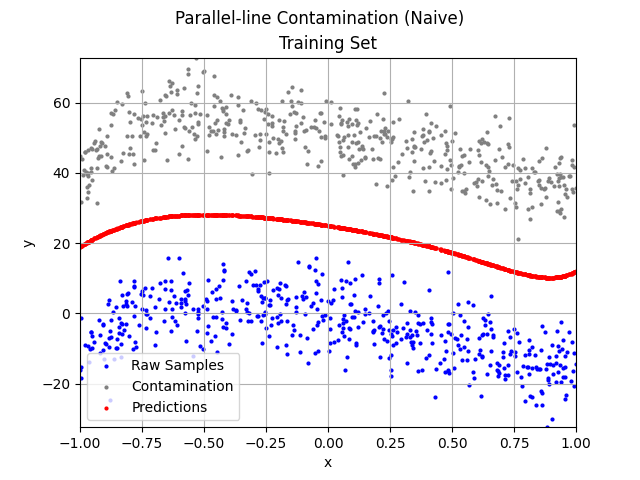 Parallel-line Contamination (Naive)
Training Set
60
40
20
0
−20
y
Raw Samples
Contamination
Predictions
−1.00 −0.75 −0.50 −0.25 0.00 0.25 0.50 0.75 1.00
x